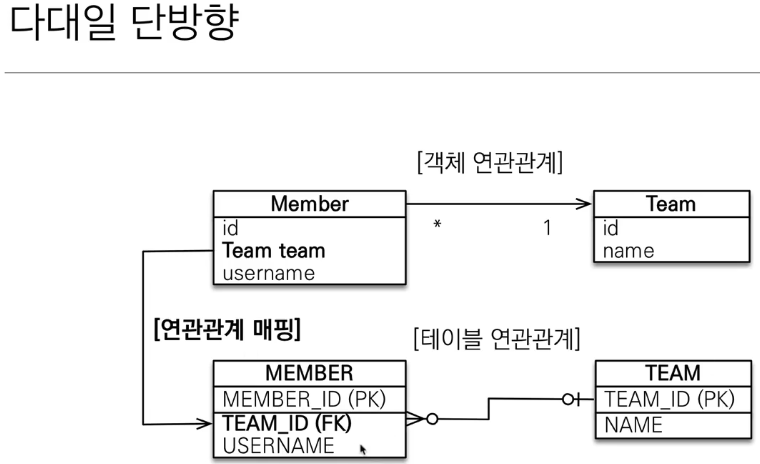 다대일 단방향
[객체 연관관계]
Member
id
Team team
username
* 1
Team
id
name
[연관관계 매핑]
[테이블 연관관계]
MEMBER
MEMBER_ID (PK)
TEAM_ID (FK)
USERNAME
TEAM
TEAM_ID (PK)
NAME